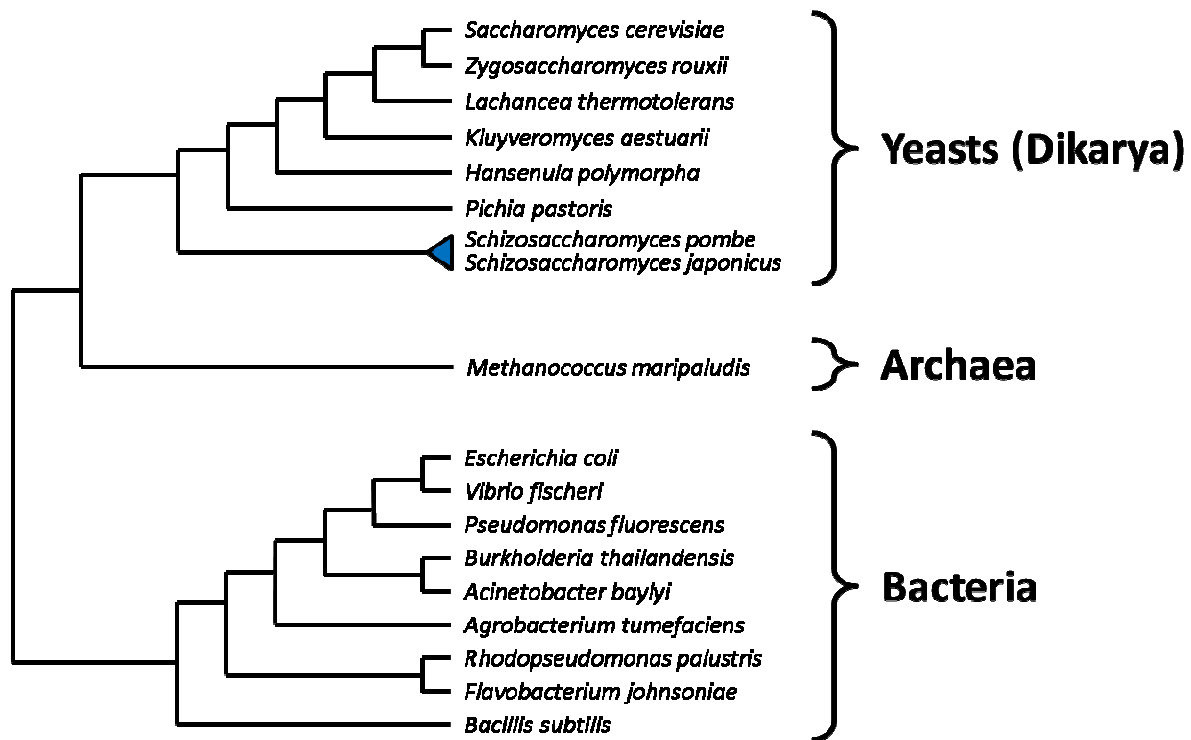 Saccharomyces cerevisiae
Zygosaccharomyces rouxii
Lachancea thermotolerans
Kluyveromyces aestuarii
Hansenula polymorpha
Pichia pastoris
Schizosaccharomyces pombe
Schizosaccharomyces japonicus
Yeasts (Dikarya)
Methanococcus maripaludis
Archaea
Escherichia coli
Vibrio fischeri
Pseudomonas fluorescens
Burkholderia thailandensis
Acinetobacter baylyi
Agrobacterium tumefaciens
Rhodopseudomonas palustris
Flavobacterium johnsoniae
Bacillis subtilis
Bacteria